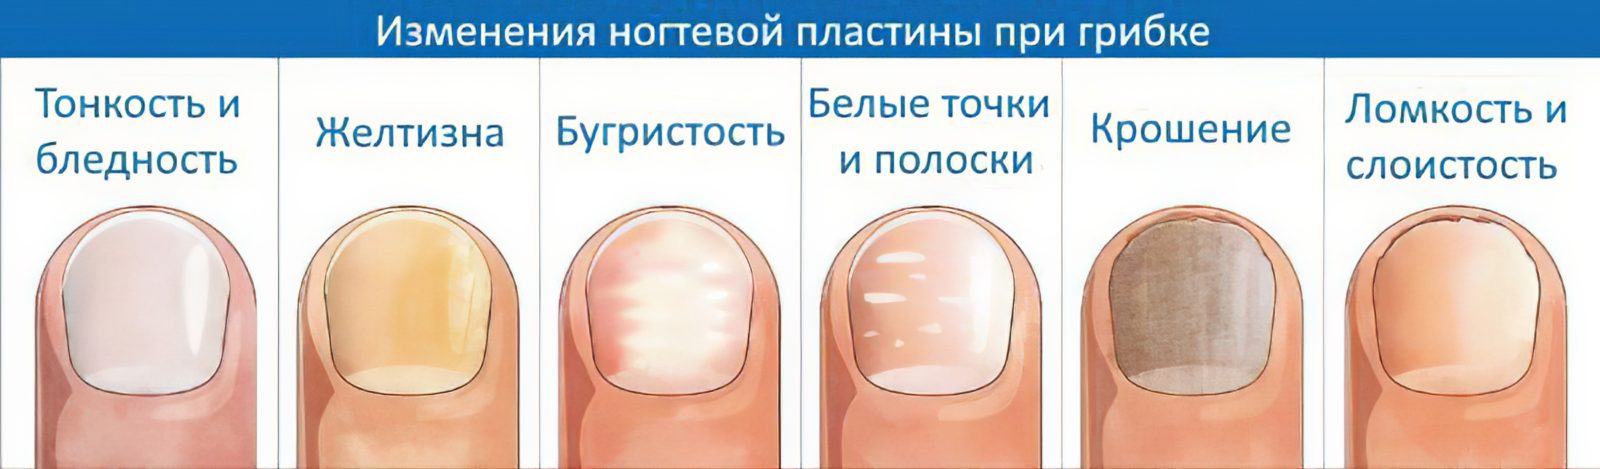 Изменения ногтевой пластины при грибке
Тонкость и
бледность
Желтизна
Бугристость
Белые точки
и полоски
Крошение
Ломкость и
слоистость